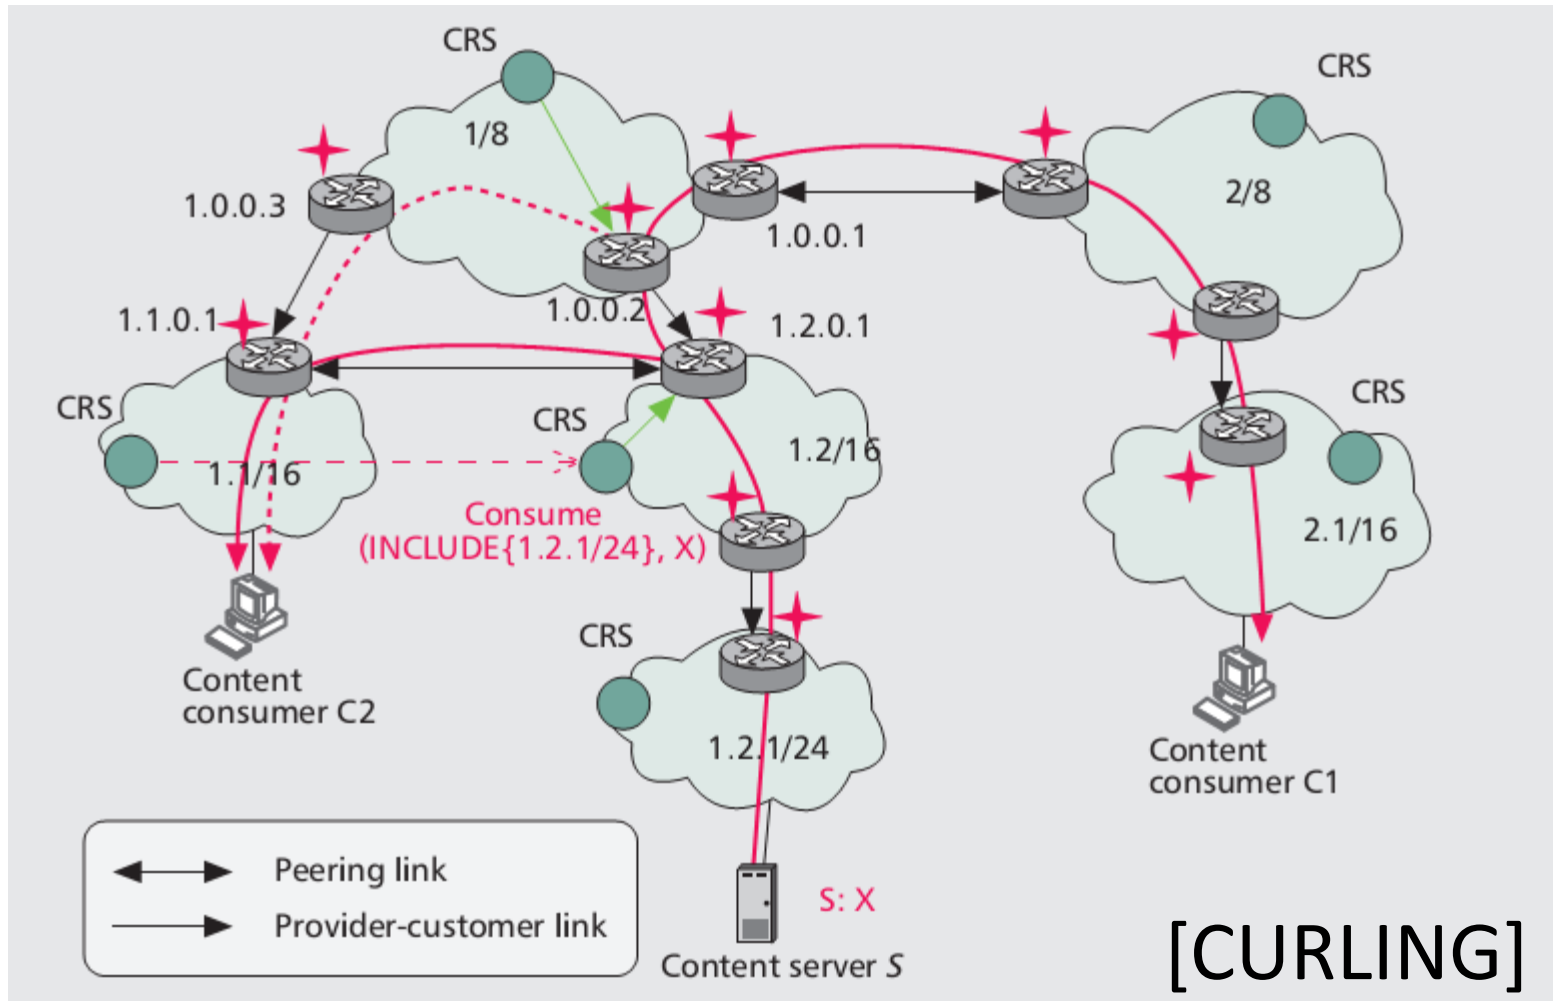 CRS
CRS
1/8
2/8
1.0.0.3
1.0.0.1
1.0.0.2
1.1.0.1
1.2.0.1
CRS
CRS
CRS
1.1/16
1.2/16
2.1/16
Consume
(INCLUDE{1.2.1/24}, X)
CRS
Content
consumer C2
1.2.1/24
Content
consumer C1
Peering link
Provider-customer link
S: X
Content server S
[CURLING]